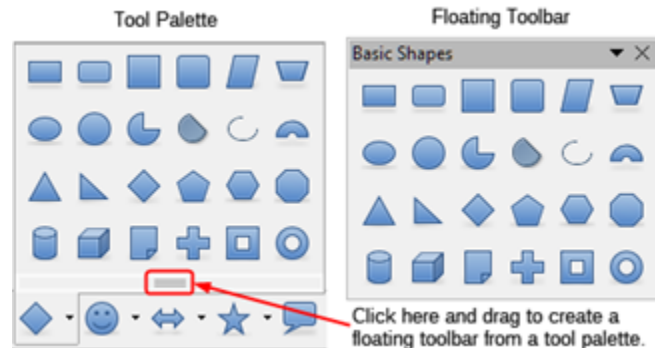 Tool Palette
Floating Toolbar
Basic Shapes
Click here and drag to create a
floating toolbar from a tool palette.